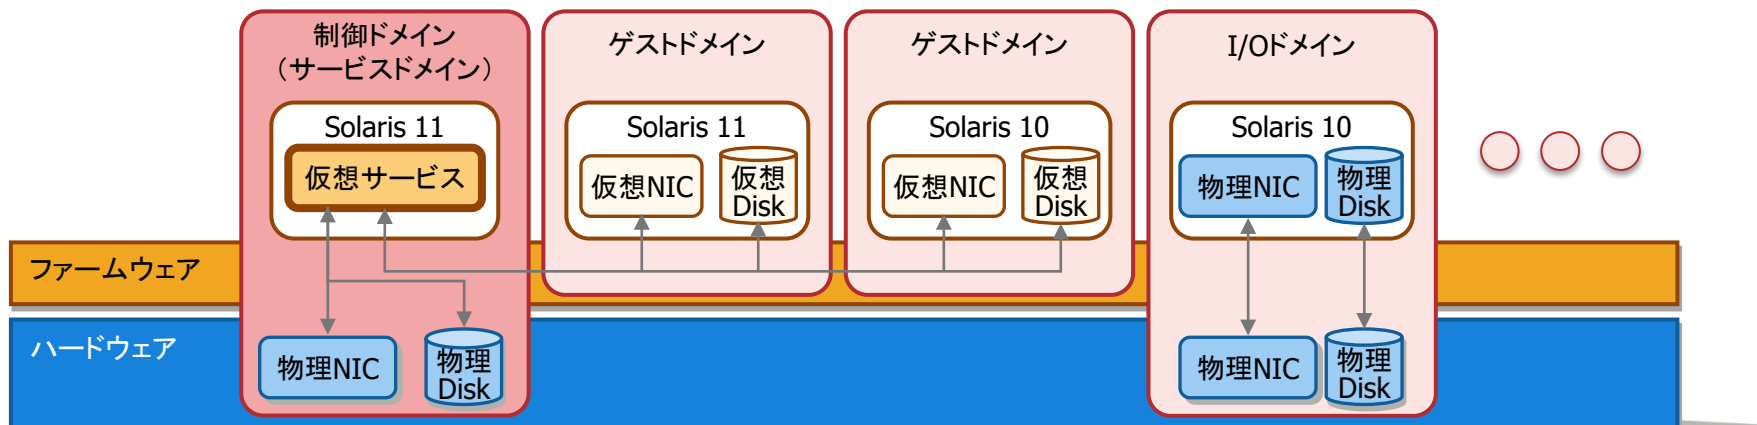 制御ドメイン
（サービスドメイン）
Solaris 11
仮想サービス
物理NIC
物理
Disk
ゲストドメイン
Solaris 11
仮想NIC
仮想
Disk
ゲストドメイン
Solaris 10
仮想NIC
仮想
Disk
I/Oドメイン
Solaris 10
物理NIC
物理
Disk
物理NIC
物理
Disk
ファームウェア
ハードウェア